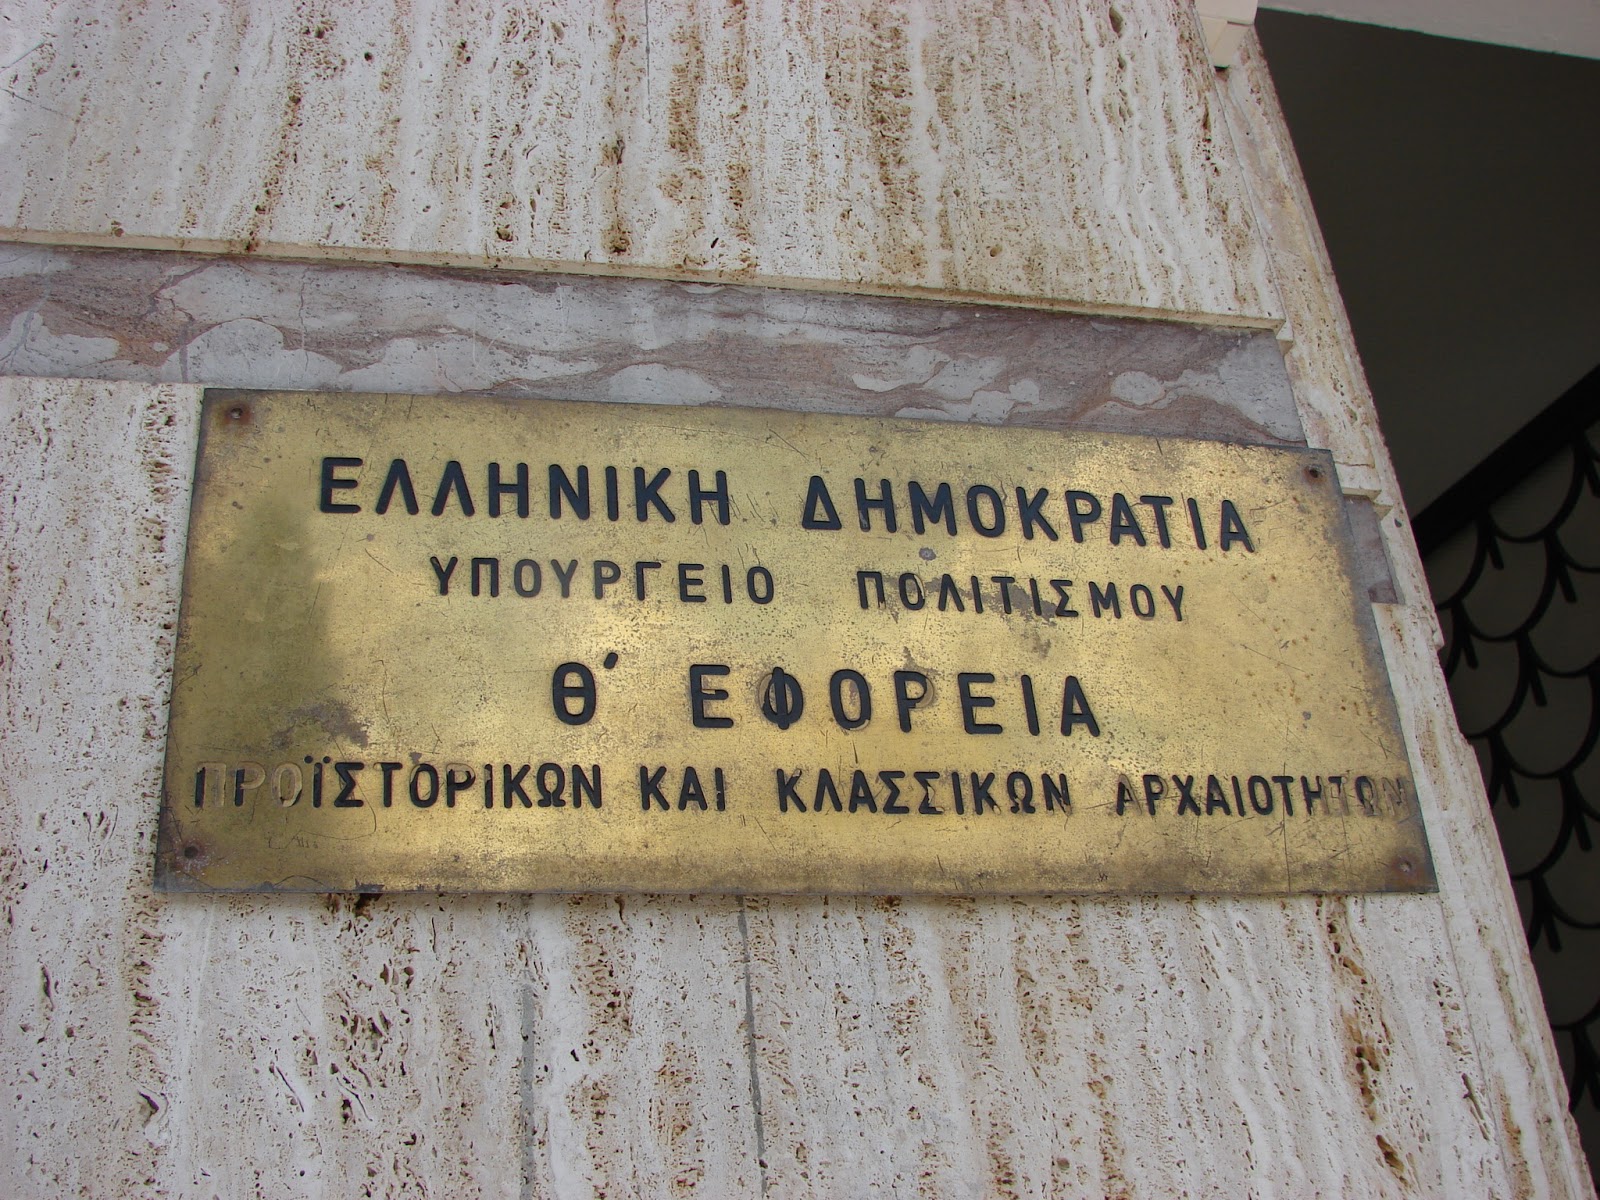 ΕΛΛΗΝΙΚΗ ΔΗΜΟΚΡΑΤΙΑ
ΥΠΟΥΡΓΕΙΟ ΠΟΛΙΤΙΣΜΟΥ
Θ΄ ΕΦΟΡΕΙΑ
ΠΡΟΪΣΤΟΡΙΚΩΝ ΚΑΙ ΚΛΑΣΣΙΚΩΝ ΑΡΧΑΙΟΤΗΤΩΝ